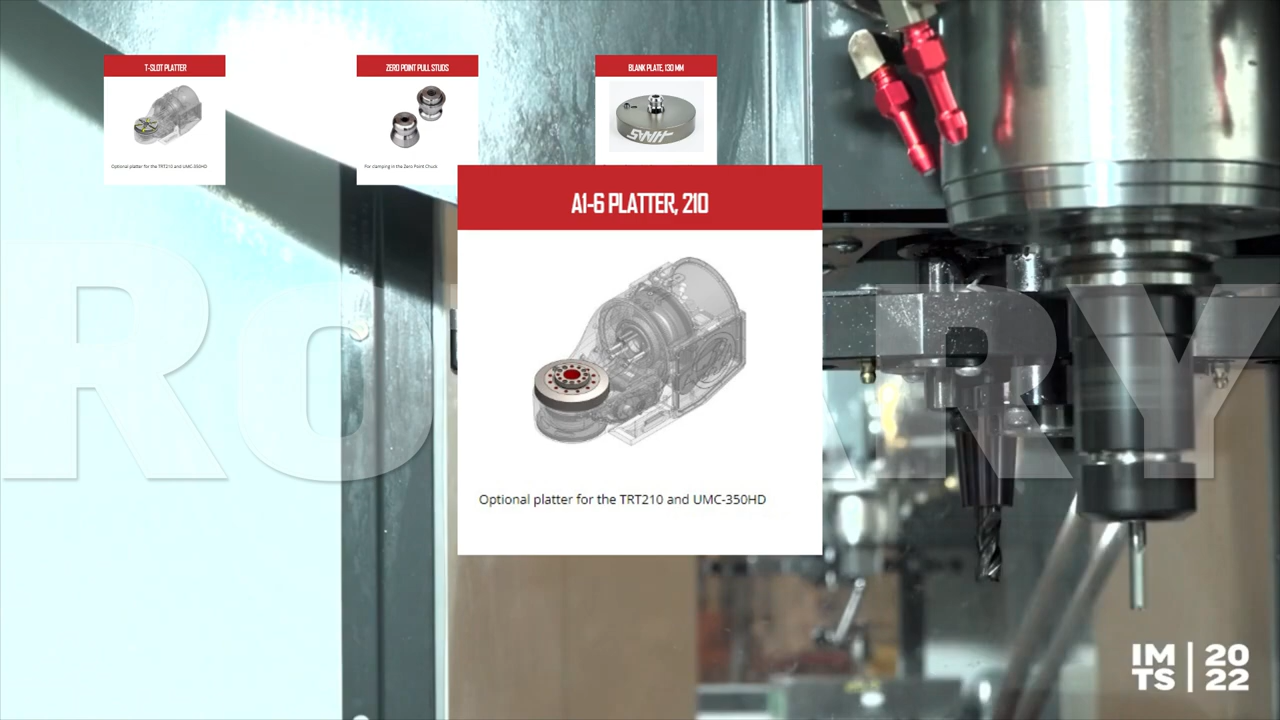 T-SLOT PLATTER
Optional platter for the TRT210 and UMC-350HD
ZERO POINT PULL STUDS
For clamping in the Zero Point Chuck
BLANK PLATE, 130 MM
HAAS
A1-6 PLATTER, 210
Optional platter for the TRT210 and UMC-350HD
ROTARY
IM
TS
20
22